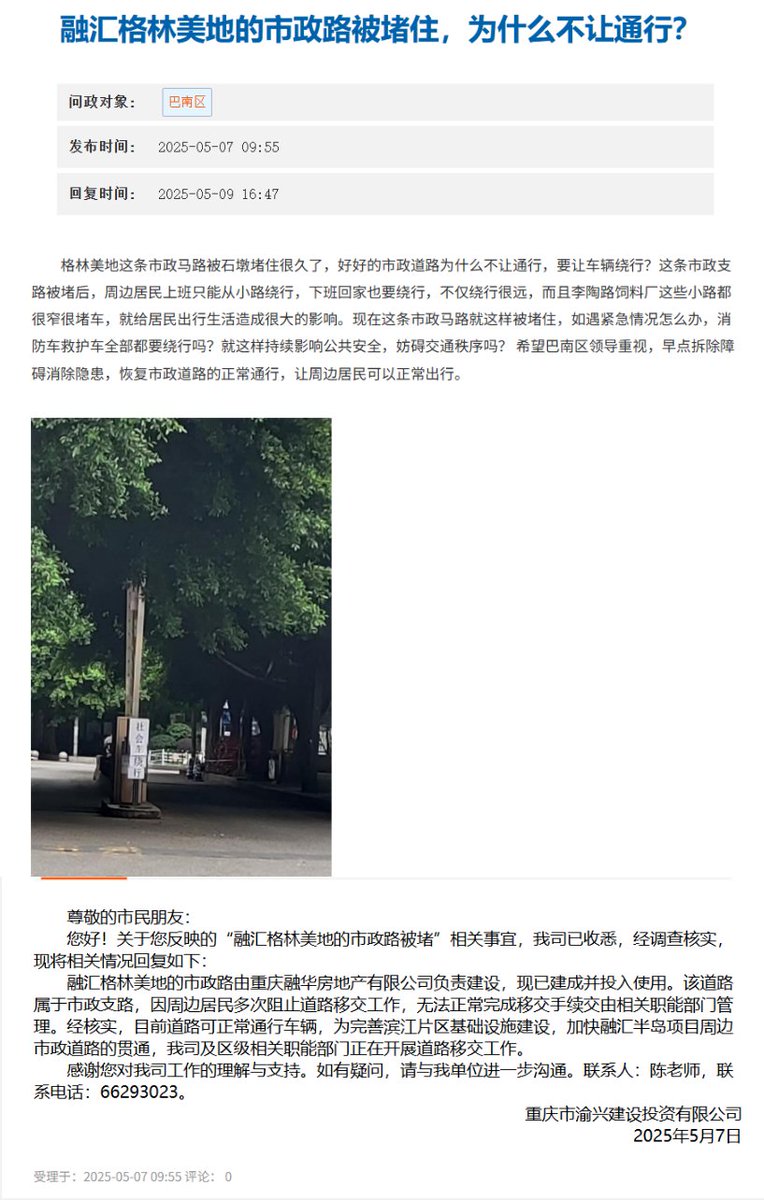 融汇格林美地的市政路被堵住，为什么不让通行？
问政对象： 巴南区
发布时间： 2025-05-07 09:55
回复时间： 2025-05-09 16:47
格林美地这条市政马路被石墩堵住很久了，好好的市政道路为什么不让通行，要让车辆绕行？这条市政支
路被堵后，周边居民上班只能从小路绕行，下班回家也要绕行，不仅绕行很远，而且李陶路饲料厂这些小路都
很窄很堵车，就给居民出行生活造成很大的影响。现在这条市政马路就这样被堵住，如遇紧急情况怎么办，消
防车救护车全部都要绕行吗？就这样持续影响公共安全，妨碍交通秩序吗？ 希望巴南区领导重视，早点拆除障
碍消除隐患，恢复市政道路的正常通行，让周边居民可以正常出行。
社会车绕行
尊敬的市民朋友：
您好！关于您反映的“融汇格林美地的市政路被堵”相关事宜，我司已收悉，经调查核实，
现将相关情况回复如下：
融汇格林美地的市政路由重庆融华房地产有限公司负责建设，现已建成并投入使用。该道路
属于市政支路，因周边居民多次阻止道路移交工作，无法正常完成移交手续交由相关职能部门管
理。经核实，目前道路可正常通行车辆，为完善滨江片区基础设施建设，加快融汇半岛项目周边
市政道路的贯通，我司及区级相关职能部门正在开展道路移交工作。
感谢您对我司工作的理解与支持。如有疑问，请与我单位进一步沟通。联系人：陈老师，联
系电话：66293023。
重庆市渝兴建设投资有限公司
2025年5月7日
受理于：2025-05-07 09:55 评论： 0